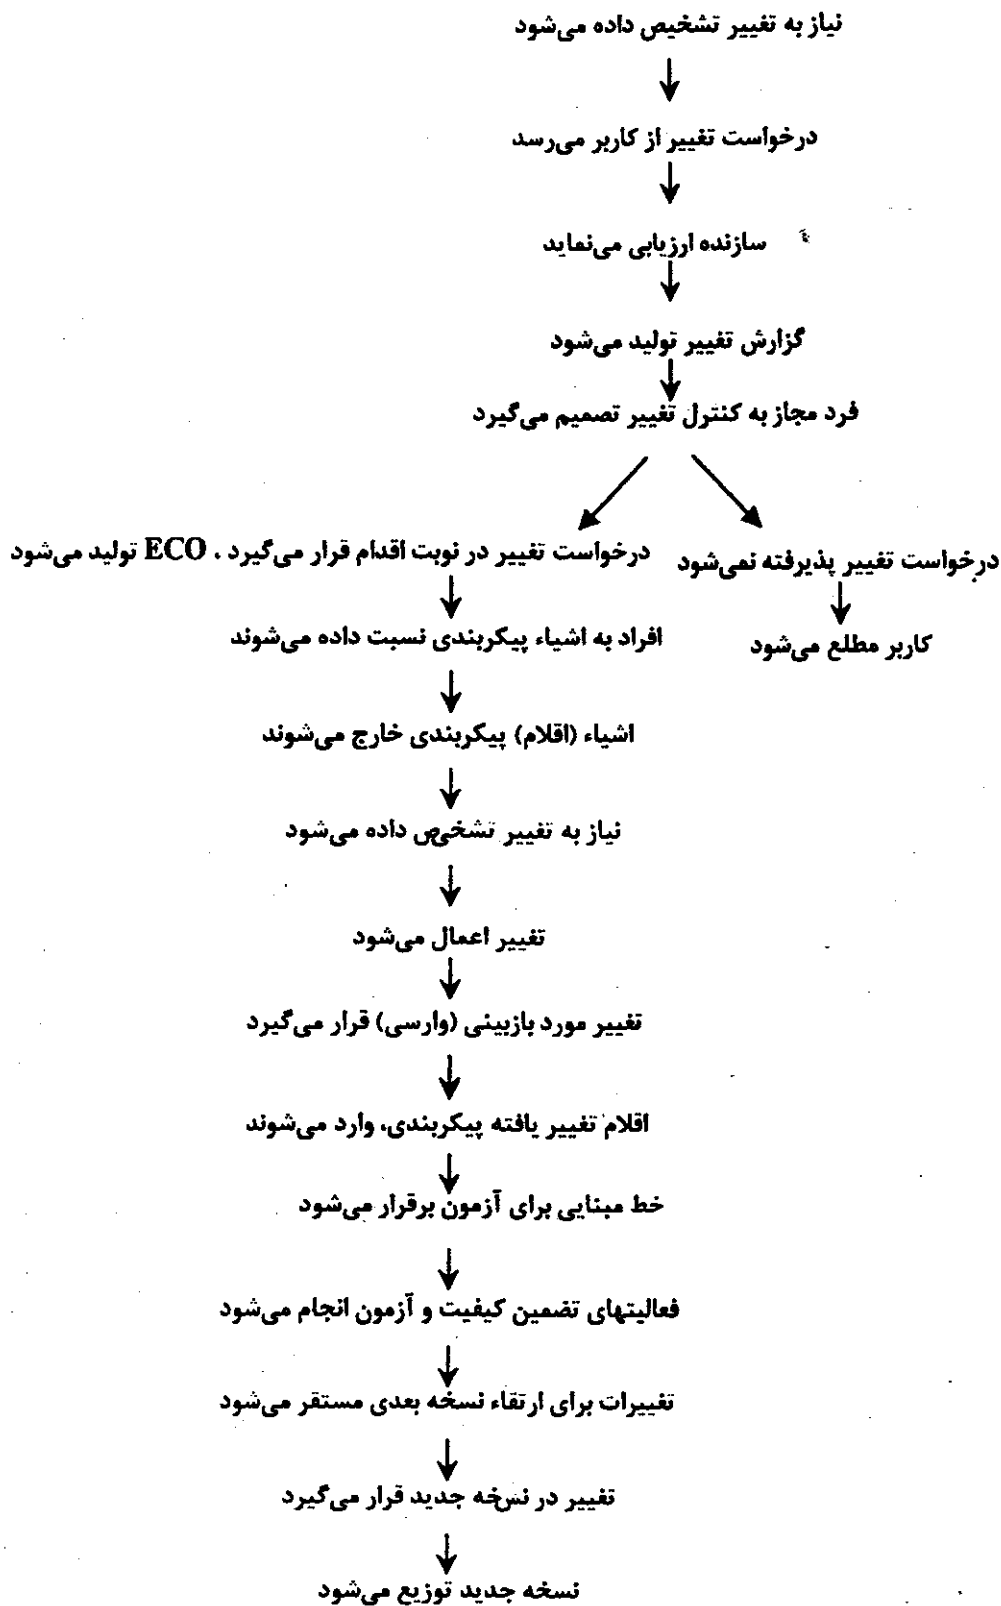 نیاز به تغییر تشخیص داده می‌شود
درخواست تغییر از کاربر می‌رسد
سازنده ارزیابی می‌نماید
گزارش تغییر تولید می‌شود
فرد مجاز به کنترل تغییر تصمیم می‌گیرد
درخواست تغییر پذیرفته نمی‌شود
درخواست تغییر در نوبت اقدام قرار می‌گیرد . ECO تولید می‌شود
کاربر مطلع می‌شود
افراد به اشیاء پیکربندی نسبت داده می‌شوند
اشیاء (اقلام) پیکربندی خارج می‌شوند
نیاز به تغییر تشخیص داده می‌شود
تغییر اعمال می‌شود
تغییر مورد بازبینی (وارسی) قرار می‌گیرد
اقلام تغییر یافته پیکربندی، وارد می‌شوند
خط مبنایی برای آزمون برقرار می‌شود
فعالیتهای تضمین کیفیت و آزمون انجام می‌شود
تغییرات برای ارتقاء نسخه بعدی مستقر می‌شود
تغییر در نسخه جدید قرار می‌گیرد
نسخه جدید توزیع می‌شود